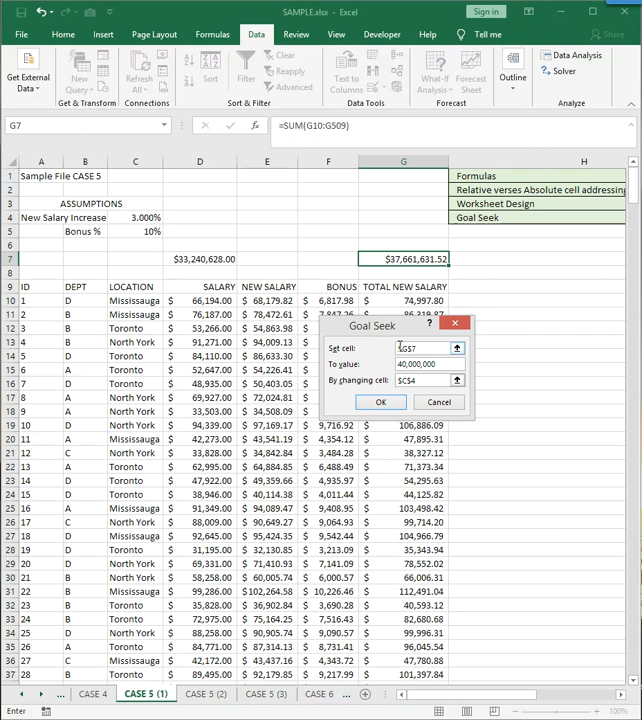 SAMPLE.xlsx - Excel
Sign in
File Home Insert Page Layout Formulas Data Review View Developer Help Tell me Share
Get External Data
New Query
Refresh All
Sort
Filter
Clear
Reapply
Advanced
Text to Columns
What-If Analysis
Forecast Sheet
Outline
Data Analysis
Solver
Get & Transform Connections Sort & Filter Data Tools Forecast Analyze
G7 fx =SUM(G10:G509)
A B C D E F G H
1 Sample File CASE 5 Formulas
2 Relative verses Absolute cell addressing
3 ASSUMPTIONS Worksheet Design
4 New Salary Increase 3.000% Goal Seek
5 Bonus % 10%
6
7 $33,240,628.00 $37,661,631.52
8
9 ID DEPT LOCATION SALARY NEW SALARY BONUS TOTAL NEW SALARY
10 1 D Mississauga $ 66,194.00 $ 68,179.82 $ 6,817.98 $ 74,997.80
11 2 B Mississauga $ 76,187.00 $ 78,472.61 $ 7,847.26 $ 86,319.87
12 3 B Toronto $ 53,266.00 $ 54,863.98 $
13 4 B North York $ 91,271.00 $ 94,009.13 $
14 5 D Toronto $ 84,110.00 $ 86,633.30 $
15 6 A Toronto $ 52,647.00 $ 54,226.41 $
16 7 D Toronto $ 48,935.00 $ 50,403.05 $
17 8 A North York $ 69,927.00 $ 72,024.81 $
18 9 A North York $ 33,503.00 $ 34,508.09 $
19 10 D North York $ 94,339.00 $ 97,169.17 $ 9,716.92 $ 106,886.09
20 11 A Mississauga $ 42,273.00 $ 43,541.19 $ 4,354.12 $ 47,895.31
21 12 C North York $ 33,828.00 $ 34,842.84 $ 3,484.28 $ 38,327.12
22 13 A Toronto $ 62,995.00 $ 64,884.85 $ 6,488.49 $ 71,373.34
23 14 D Toronto $ 47,922.00 $ 49,359.66 $ 4,935.97 $ 54,295.63
24 15 D Toronto $ 38,946.00 $ 40,114.38 $ 4,011.44 $ 44,125.82
25 16 A Mississauga $ 91,349.00 $ 94,089.47 $ 9,408.95 $ 103,498.42
26 17 C North York $ 88,009.00 $ 90,649.27 $ 9,064.93 $ 99,714.20
27 18 D Mississauga $ 92,645.00 $ 95,424.35 $ 9,542.44 $ 104,966.79
28 19 D Toronto $ 31,195.00 $ 32,130.85 $ 3,213.09 $ 35,343.94
29 20 D North York $ 69,331.00 $ 71,410.93 $ 7,141.09 $ 78,552.02
30 21 B North York $ 58,258.00 $ 60,005.74 $ 6,000.57 $ 66,006.31
31 22 B Mississauga $ 99,286.00 $102,264.58 $ 10,226.46 $ 112,491.04
32 23 B Toronto $ 35,828.00 $ 36,902.84 $ 3,690.28 $ 40,593.12
33 24 B Toronto $ 72,975.00 $ 75,164.25 $ 7,516.43 $ 82,680.68
34 25 D North York $ 88,258.00 $ 90,905.74 $ 9,090.57 $ 99,996.31
35 26 A Toronto $ 84,771.00 $ 87,314.13 $ 8,731.41 $ 96,045.54
36 27 C Mississauga $ 42,172.00 $ 43,437.16 $ 4,343.72 $ 47,780.88
37 28 B Toronto $ 89,495.00 $ 92,179.85 $ 9,217.99 $ 101,397.84
Goal Seek ?
Set cell: $G$7
To value: 40,000,000
By changing cell: $C$4
OK Cancel
... CASE 4 CASE 5 (1) CASE 5 (2) CASE 5 (3) CASE 6 ...
Enter 100%